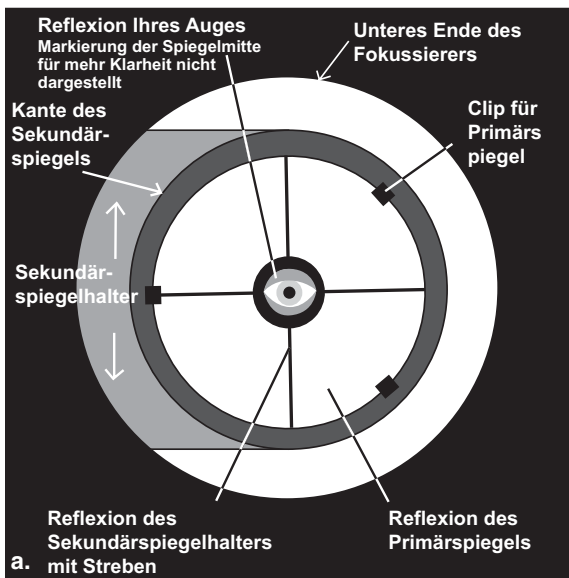 Reflexion Ihres Auges
Markierung der Spiegelmitte
für mehr Klarheit nicht
dargestellt
Unteres Ende des
Fokussierers
Kante des
Sekundär-
spiegels
Clip für
Primärs
piegel
Sekundär-
spiegelhalter
Reflexion des
Sekundärspiegelhalters
mit Streben
Reflexion des
Primärspiegels
a.